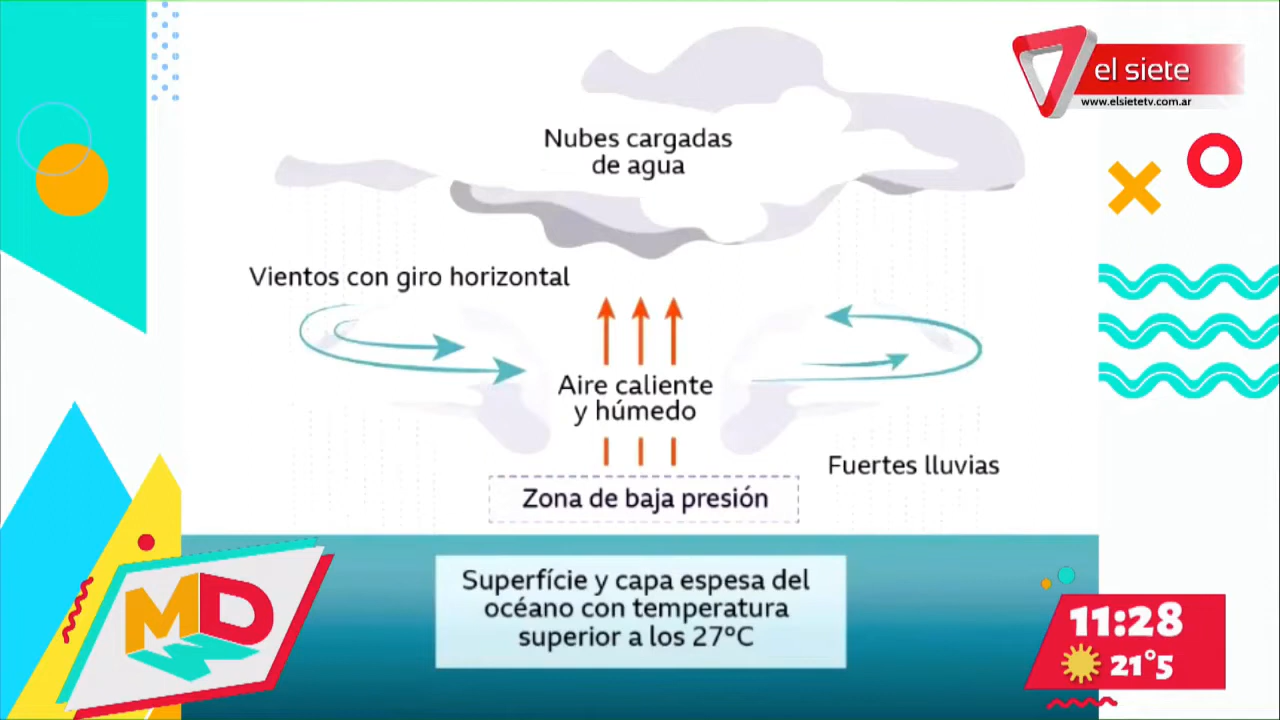 el siete
www.elsietetv.com.ar
Nubes cargadas
de agua
Vientos con giro horizontal
Aire caliente
y húmedo
Fuertes lluvias
Zona de baja presión
Superfície y capa espesa del
océano con temperatura
superior a los 27°C
MD
11:28
21°5